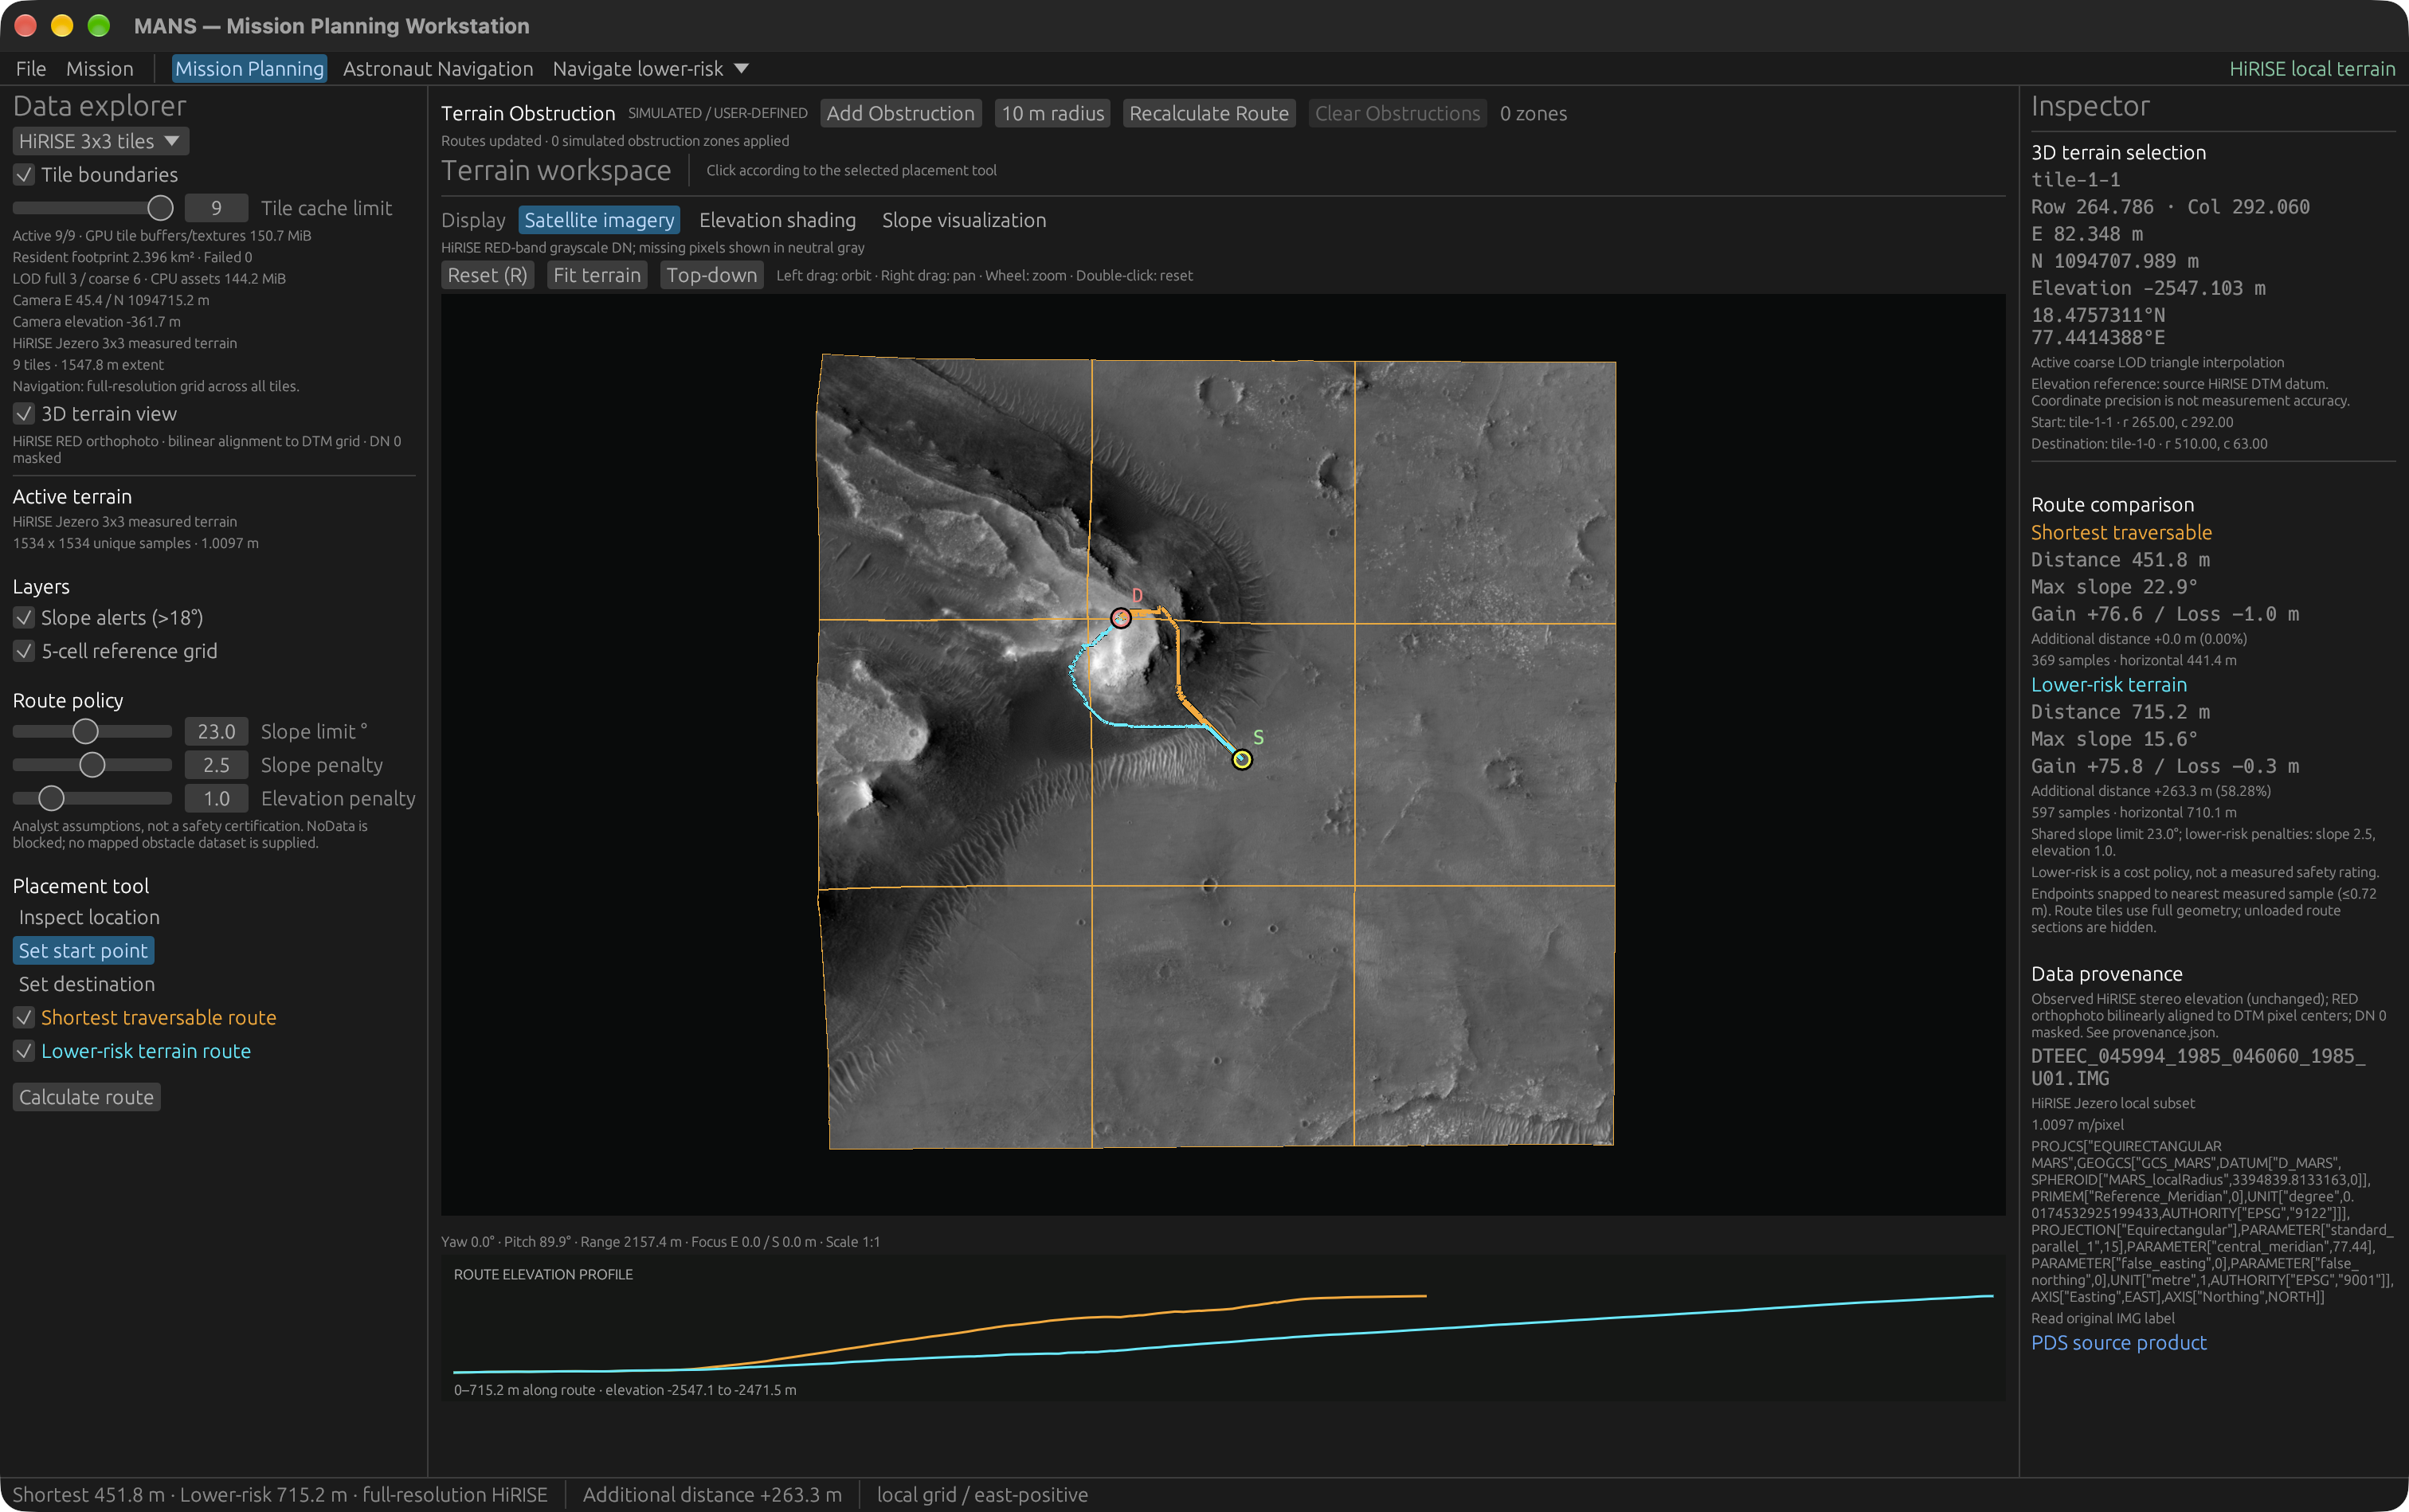 MANS — Mission Planning Workstation
File Mission Mission Planning Astronaut Navigation Navigate lower-risk HiRISE local terrain
Data explorer
HiRISE 3x3 tiles
Tile boundaries
9 Tile cache limit
Active 9/9 · GPU tile buffers/textures 150.7 MiB
Resident footprint 2.396 km² · Failed 0
LOD full 3 / coarse 6 · CPU assets 144.2 MiB
Camera E 45.4 / N 1094715.2 m
Camera elevation -361.7 m
HiRISE Jezero 3x3 measured terrain
9 tiles · 1547.8 m extent
Navigation: full-resolution grid across all tiles.
3D terrain view
HiRISE RED orthophoto · bilinear alignment to DTM grid · DN 0
masked
Active terrain
HiRISE Jezero 3x3 measured terrain
1534 x 1534 unique samples · 1.0097 m
Layers
Slope alerts (>18°)
5-cell reference grid
Route policy
23.0 Slope limit °
2.5 Slope penalty
1.0 Elevation penalty
Analyst assumptions, not a safety certification. NoData is
blocked; no mapped obstacle dataset is supplied.
Placement tool
Inspect location
Set start point
Set destination
Shortest traversable route
Lower-risk terrain route
Calculate route
Terrain Obstruction SIMULATED / USER-DEFINED Add Obstruction 10 m radius Recalculate Route Clear Obstructions 0 zones
Routes updated · 0 simulated obstruction zones applied
Terrain workspace Click according to the selected placement tool
Display Satellite imagery Elevation shading Slope visualization
HiRISE RED-band grayscale DN; missing pixels shown in neutral gray
Reset (R) Fit terrain Top-down Left drag: orbit · Right drag: pan · Wheel: zoom · Double-click: reset
D
S
Yaw 0.0° · Pitch 89.9° · Range 2157.4 m · Focus E 0.0 / S 0.0 m · Scale 1:1
ROUTE ELEVATION PROFILE
0–715.2 m along route · elevation -2547.1 to -2471.5 m
Inspector
3D terrain selection
tile-1-1
Row 264.786 · Col 292.060
E 82.348 m
N 1094707.989 m
Elevation -2547.103 m
18.4757311°N
77.4414388°E
Active coarse LOD triangle interpolation
Elevation reference: source HiRISE DTM datum.
Coordinate precision is not measurement accuracy.
Start: tile-1-1 · r 265.00, c 292.00
Destination: tile-1-0 · r 510.00, c 63.00
Route comparison
Shortest traversable
Distance 451.8 m
Max slope 22.9°
Gain +76.6 / Loss -1.0 m
Additional distance +0.0 m (0.00%)
369 samples · horizontal 441.4 m
Lower-risk terrain
Distance 715.2 m
Max slope 15.6°
Gain +75.8 / Loss -0.3 m
Additional distance +263.3 m (58.28%)
597 samples · horizontal 710.1 m
Shared slope limit 23.0°; lower-risk penalties: slope 2.5,
elevation 1.0.
Lower-risk is a cost policy, not a measured safety rating.
Endpoints snapped to nearest measured sample (≤0.72
m). Route tiles use full geometry; unloaded route
sections are hidden.
Data provenance
Observed HiRISE stereo elevation (unchanged); RED
orthophoto bilinearly aligned to DTM pixel centers; DN 0
masked. See provenance.json.
DTEEC_045994_1985_046060_1985_
U01.IMG
HiRISE Jezero local subset
1.0097 m/pixel
PROJCS["EQUIRECTANGULAR
MARS",GEOGCS["GCS_MARS",DATUM["D_MARS",
SPHEROID["MARS_localRadius",3394839.8133163,0]],
PRIMEM["Reference_Meridian",0],UNIT["degree",0.
0174532925199433,AUTHORITY["EPSG","9122"]]],
PROJECTION["Equirectangular"],PARAMETER["standard_
parallel_1",15],PARAMETER["central_meridian",77.44],
PARAMETER["false_easting",0],PARAMETER["false_
northing",0],UNIT["metre",1,AUTHORITY["EPSG","9001"]],
AXIS["Easting",EAST],AXIS["Northing",NORTH]]
Read original IMG label
PDS source product
Shortest 451.8 m · Lower-risk 715.2 m · full-resolution HiRISE Additional distance +263.3 m local grid / east-positive